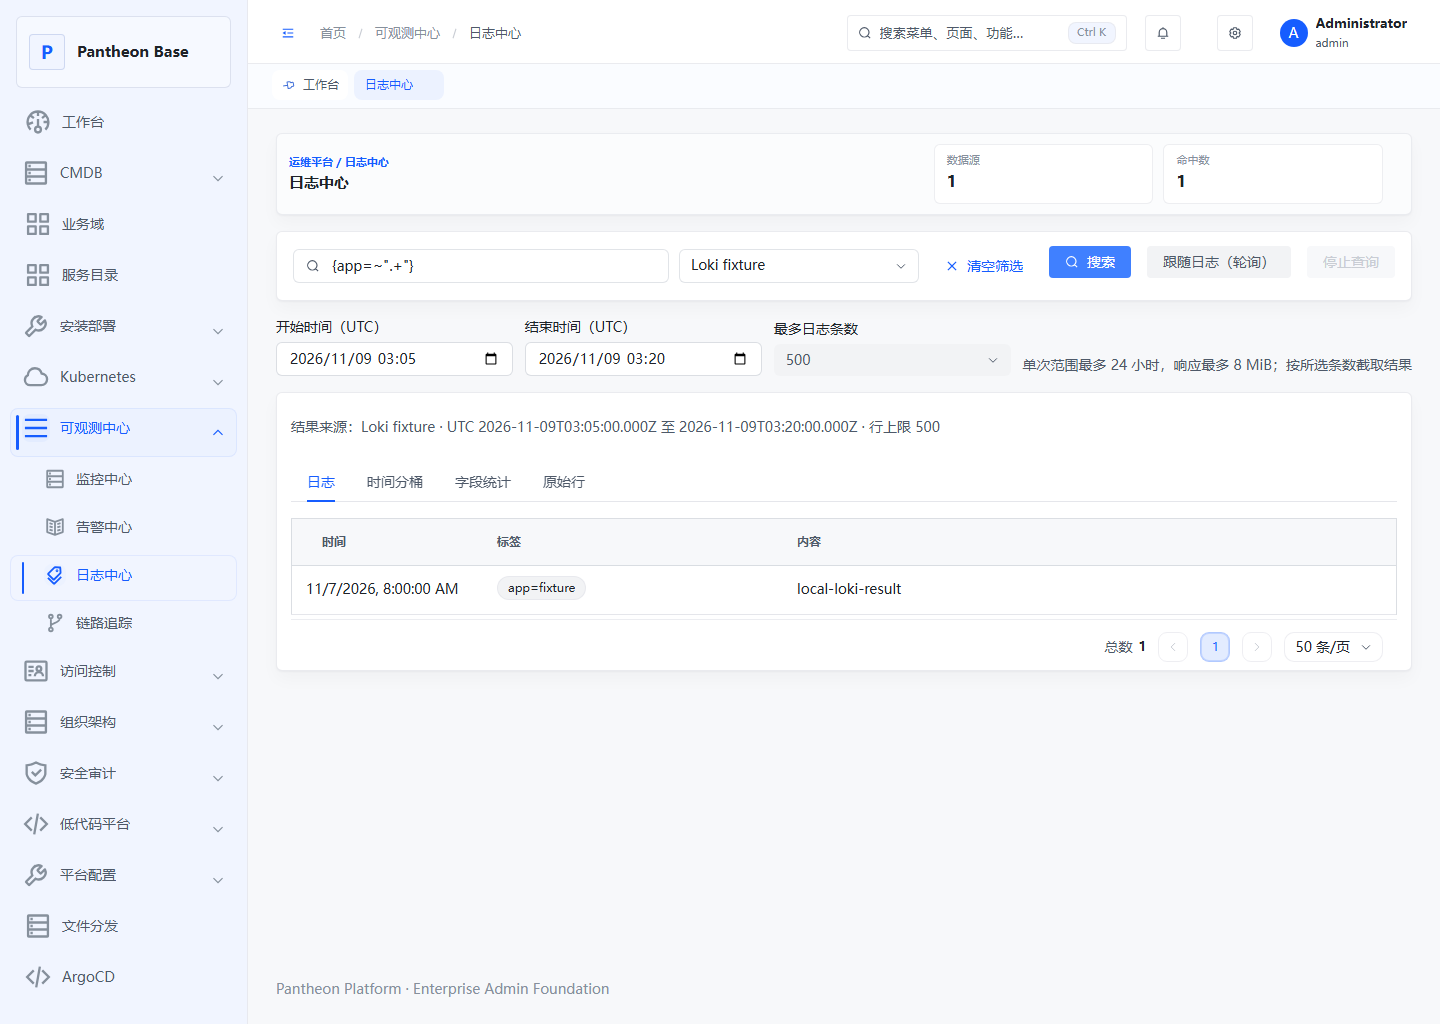 P Pantheon Base
工作台
CMDB
业务域
服务目录
安装部署
Kubernetes
可观测中心
监控中心
告警中心
日志中心
链路追踪
访问控制
组织架构
安全审计
低代码平台
平台配置
文件分发
ArgoCD
首页 / 可观测中心 / 日志中心
搜索菜单、页面、功能... Ctrl K
A Administrator
admin
工作台 日志中心
运维平台 / 日志中心
日志中心
数据源
1
命中数
1
{app=~".+"} Loki fixture 清空筛选 搜索 跟随日志（轮询） 停止查询
开始时间（UTC） 结束时间（UTC） 最多日志条数
2026/11/09 03:05 2026/11/09 03:20 500 单次范围最多 24 小时，响应最多 8 MiB；按所选条数截取结果
结果来源：Loki fixture · UTC 2026-11-09T03:05:00.000Z 至 2026-11-09T03:20:00.000Z · 行上限 500
日志 时间分桶 字段统计 原始行
时间 标签 内容
11/7/2026, 8:00:00 AM app=fixture local-loki-result
总数 1 1 50 条/页
Pantheon Platform · Enterprise Admin Foundation